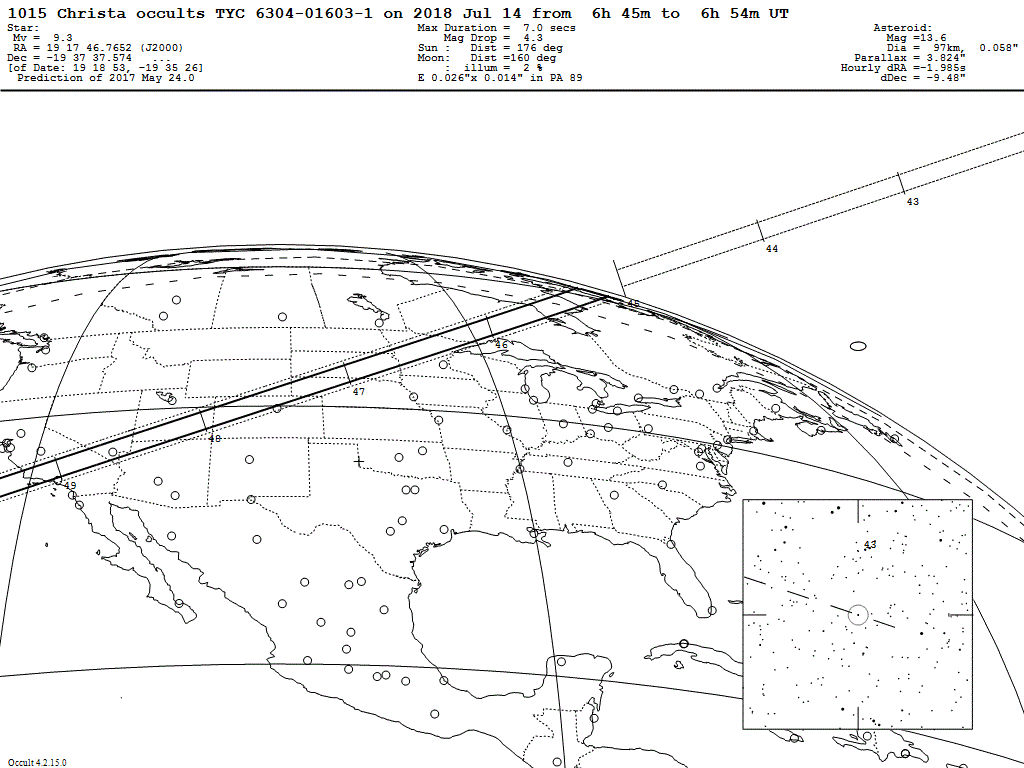 1015 Christa occults TYC 6304-01603-1 on 2018 Jul 14 from  6h 45m to  6h 54m UT
Star:
Mv =  9.3
RA = 19 17 46.7652 (J2000)
Dec = -19 37 37.574  ...
[of Date: 19 18 53, -19 35 26]
Prediction of 2017 May 24.0
Max Duration =  7.0 secs
Mag Drop =  4.3
Sun :   Dist = 176 deg
Moon:   Dist =160 deg
:  illum =  2 %
E 0.026"x 0.014" in PA 89
Asteroid:
Mag =13.6
Dia =  97km,  0.058"
Parallax = 3.824"
Hourly dRA =-1.985s
dDec = -9.48"
43
44
45
46
47
48
49
43
Occult 4.2.15.0